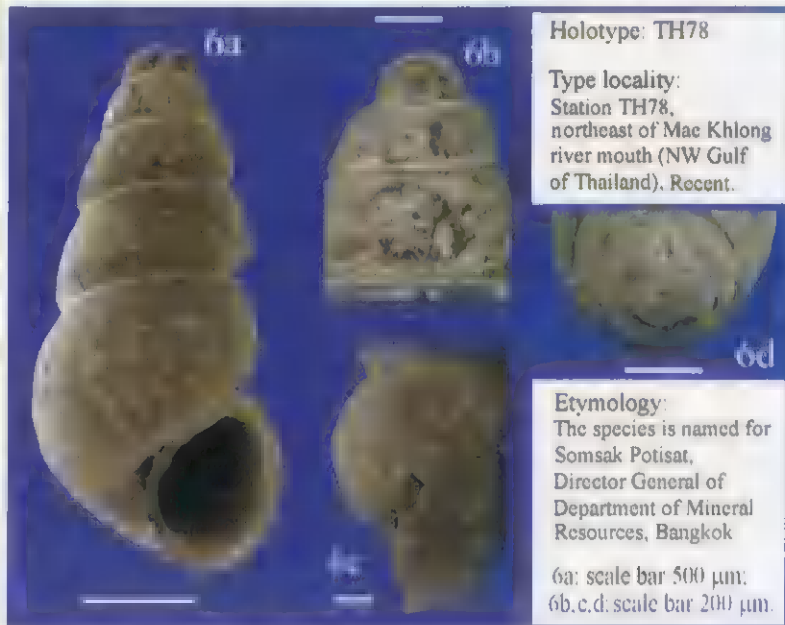 6a
6b
Holotype: TH78
Type locality:
Station TH78,
northeast of Mae Khlong
river mouth (NW Gulf
of Thailand), Recent.
6d
Etymology:
The species is named for
Somsak Potisat,
Director General of
Department of Mineral
Resources, Bangkok
6c
6a: scale bar 500 µm;
6b,c,d: scale bar 200 µm.